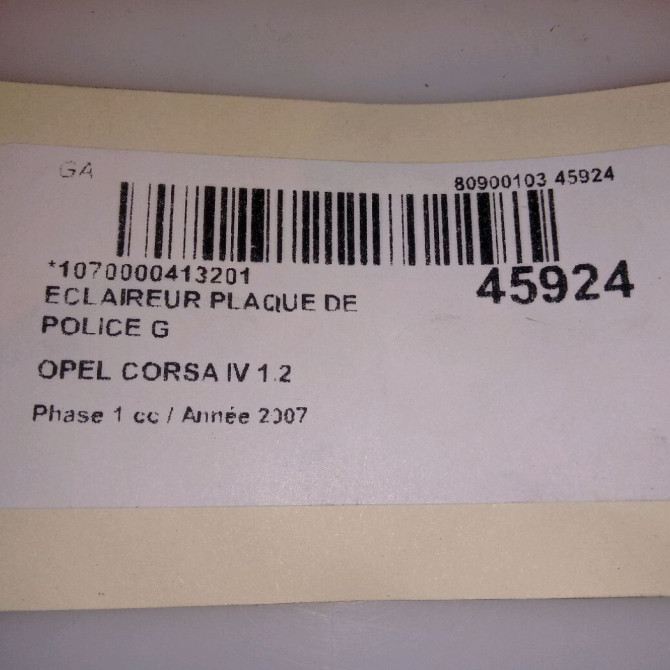 GA
80900103 45924
*1070000413201
45924
ECLAIREUR PLAQUE DE
POLICE G
OPEL CORSA IV 1.2
Phase 1 cc / Année 2007